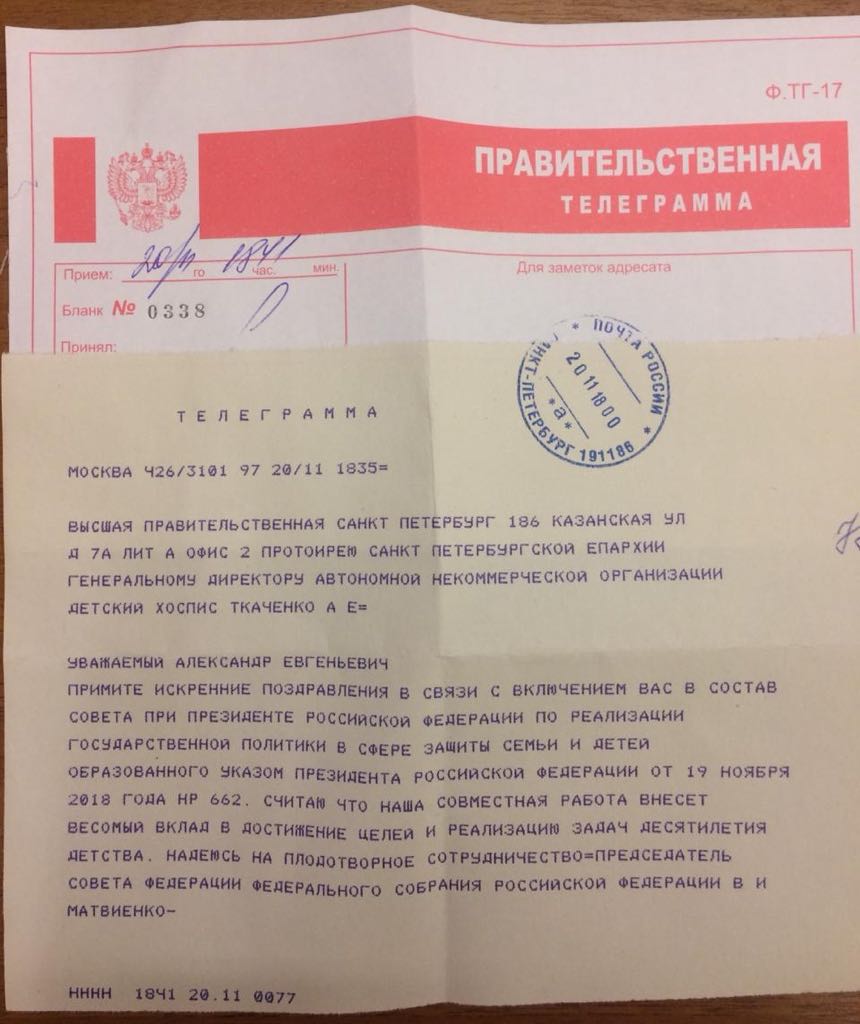 Ф.ТГ-17
ПРАВИТЕЛЬСТВЕННАЯ
ТЕЛЕГРАММА
Прием: 20/11 го 1841 час. мин.
Для заметок адресата
Бланк № 0338
Принял:
ПОЧТА РОССИИ
САНКТ-ПЕТЕРБУРГ 191186
20 11 18 00
*а*
ТЕЛЕГРАММА
МОСКВА Ч26/3101 97 20/11 1835=
ВЫСШАЯ ПРАВИТЕЛЬСТВЕННАЯ САНКТ ПЕТЕРБУРГ 186 КАЗАНСКАЯ УЛ
Д 7А ЛИТ А ОФИС 2 ПРОТОИРЕЮ САНКТ ПЕТЕРБУРГСКОЙ ЕПАРХИИ
ГЕНЕРАЛЬНОМУ ДИРЕКТОРУ АВТОНОМНОЙ НЕКОММЕРЧЕСКОЙ ОРГАНИЗАЦИИ
ДЕТСКИЙ ХОСПИС ТКАЧЕНКО А Е=
УВАЖАЕМЫЙ АЛЕКСАНДР ЕВГЕНЬЕВИЧ
ПРИМИТЕ ИСКРЕННИЕ ПОЗДРАВЛЕНИЯ В СВЯЗИ С ВКЛЮЧЕНИЕМ ВАС В СОСТАВ
СОВЕТА ПРИ ПРЕЗИДЕНТЕ РОССИЙСКОЙ ФЕДЕРАЦИИ ПО РЕАЛИЗАЦИИ
ГОСУДАРСТВЕННОЙ ПОЛИТИКИ В СФЕРЕ ЗАЩИТЫ СЕМЬИ И ДЕТЕЙ
ОБРАЗОВАННОГО УКАЗОМ ПРЕЗИДЕНТА РОССИЙСКОЙ ФЕДЕРАЦИИ ОТ 19 НОЯБРЯ
2018 ГОДА НР 662. СЧИТАЮ ЧТО НАША СОВМЕСТНАЯ РАБОТА ВНЕСЕТ
ВЕСОМЫЙ ВКЛАД В ДОСТИЖЕНИЕ ЦЕЛЕЙ И РЕАЛИЗАЦИЮ ЗАДАЧ ДЕСЯТИЛЕТИЯ
ДЕТСТВА. НАДЕЮСЬ НА ПЛОДОТВОРНОЕ СОТРУДНИЧЕСТВО=ПРЕДСЕДАТЕЛЬ
СОВЕТА ФЕДЕРАЦИИ ФЕДЕРАЛЬНОГО СОБРАНИЯ РОССИЙСКОЙ ФЕДЕРАЦИИ В И
МАТВИЕНКО-
НННН 1841 20.11 0077